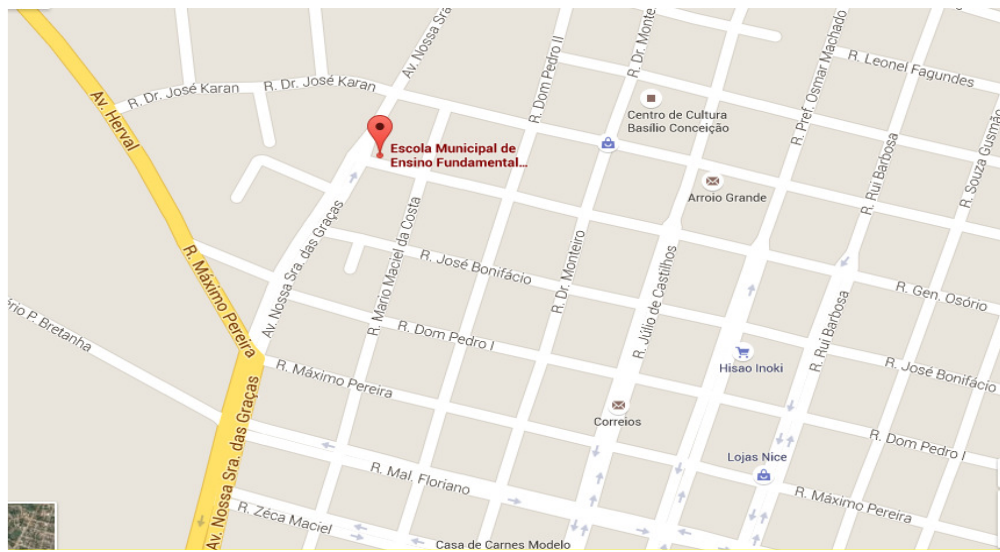 Av. Nossa Sra.
R. Dom Pedro II
R. Dr. Monte
R. Pref. Osmar Machado
R. Leonel Fagundes
R. Dr. José Karan
R. Dr. José Karan
Av. Herval
Centro de Cultura
Basílio Conceição
R. Souza Gusmão
Escola Municipal de
Ensino Fundamental...
R. Rui Barbosa
Arroio Grande
Av. Nossa Sra. das Graças
R. Mario Maciel da Costa
R. José Bonifácio
R. Dr. Monteiro
R. Júlio de Castilhos
R. Gen. Osório
R. Máximo Pereira
ério P. Bretanha
R. Dom Pedro I
R. Rui Barbosa
Hisao Inoki
R. José Bonifácio
R. Máximo Pereira
Correios
Av. Nossa Sra. das Graças
R. Dom Pedro I
Lojas Nice
R. Mal. Floriano
R. Máximo Pereira
R. Zéca Maciel
Casa de Carnes Modelo